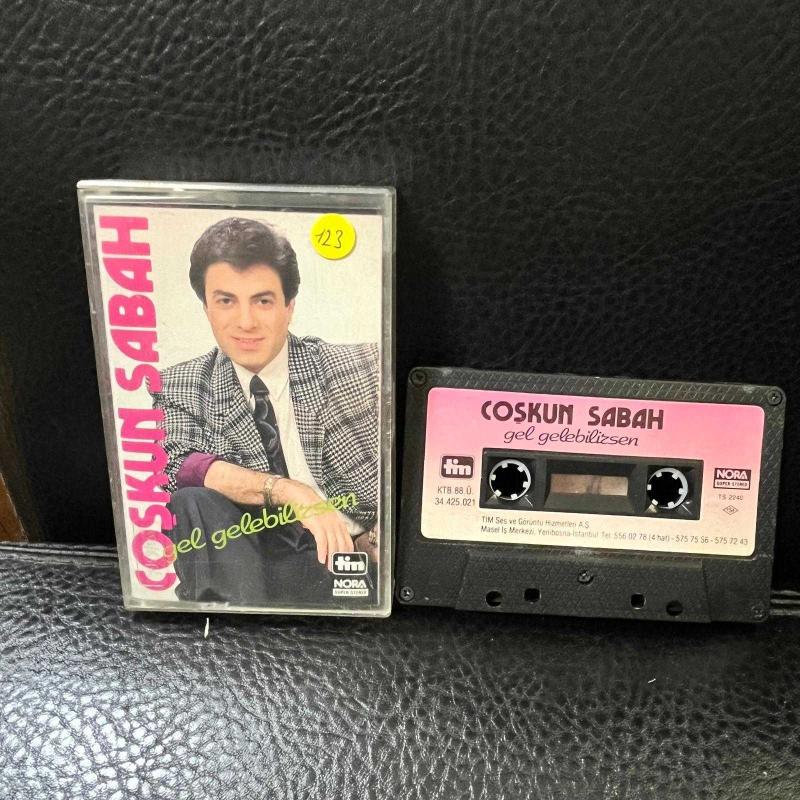 COŞKUN SABAH
gel gelebilirsen
123
tim
NORA
SUPER STEREO
COŞKUN SABAH
gel gelebilirsen
tim
KTB 88.Ü.
34.425.021
NORA
SUPER STEREO
TS 2240
TİM Ses ve Görüntü Hizmetleri A.Ş.
Masel İş Merkezi, Yenibosna-İstanbul Tel: 556 02 78 (4 hat) - 575 75 56 - 575 72 43